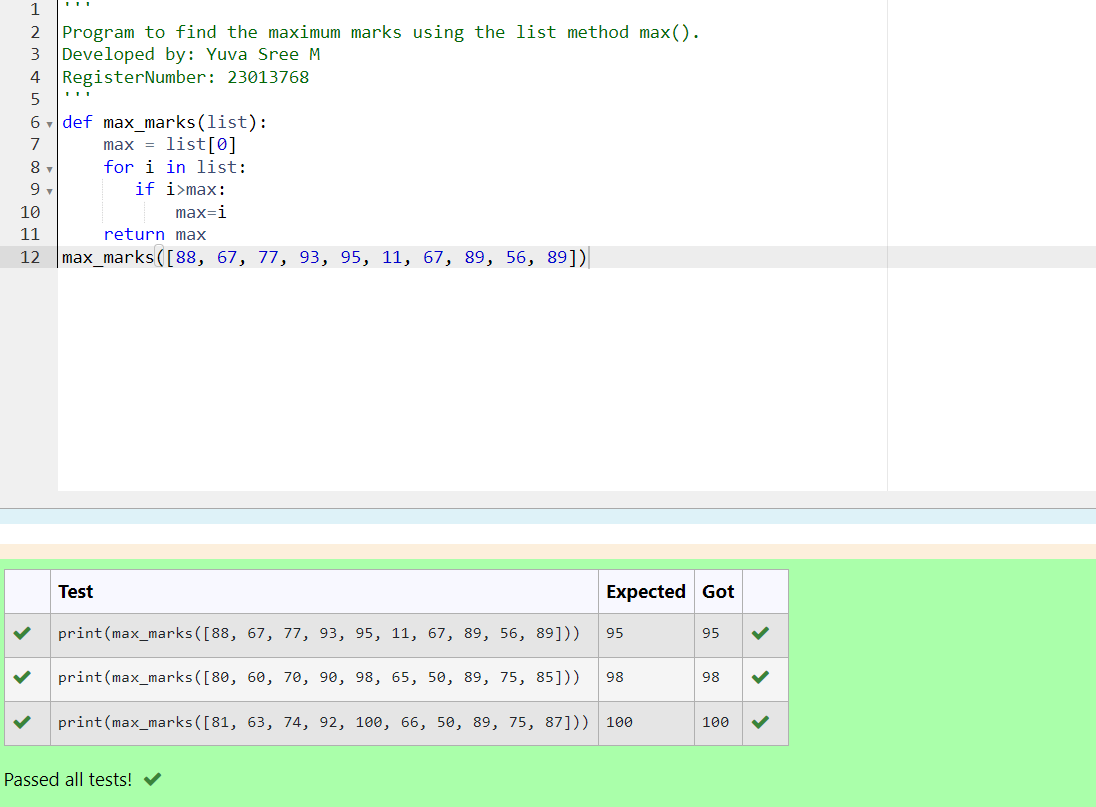 1 '''
2 Program to find the maximum marks using the list method max().
3 Developed by: Yuva Sree M
4 RegisterNumber: 23013768
5 '''
6 def max_marks(list):
7     max = list[0]
8     for i in list:
9        if i>max:
10            max=i
11     return max
12 max_marks([88, 67, 77, 93, 95, 11, 67, 89, 56, 89])
Test Expected Got
print(max_marks([88, 67, 77, 93, 95, 11, 67, 89, 56, 89])) 95 95
print(max_marks([80, 60, 70, 90, 98, 65, 50, 89, 75, 85])) 98 98
print(max_marks([81, 63, 74, 92, 100, 66, 50, 89, 75, 87])) 100 100
Passed all tests!